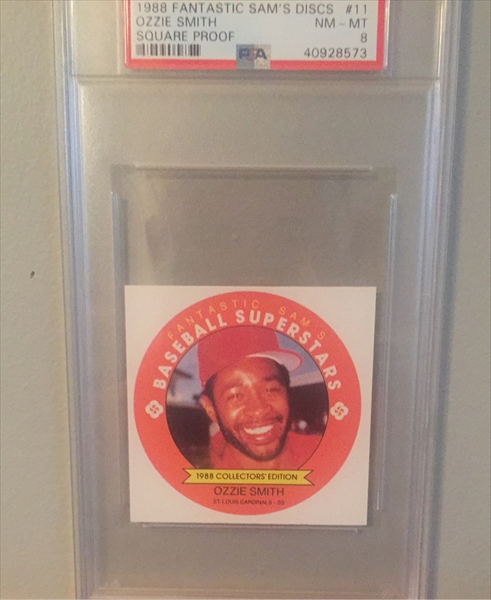 1988 FANTASTIC SAM'S DISCS #11
OZZIE SMITH NM - MT
SQUARE PROOF 8
PSA 40928573
FANTASTIC SAM'S
BASEBALL SUPERSTARS
1988 COLLECTORS' EDITION
OZZIE SMITH
ST. LOUIS CARDINALS - SS